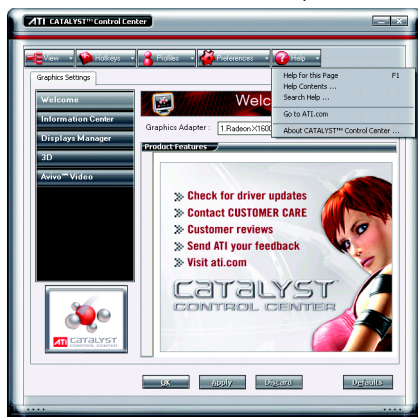 ATI CATALYST™ Control Center
View
Hotkeys
Profiles
Preferences
Help
Help for this Page F1
Help Contents ...
Search Help ...
Go to ATI.com
About CATALYST™ Control Center ...
Graphics Settings
Welcome
Information Center
Displays Manager
3D
Avivo™ Video
Welc
Graphics Adapter :
1.Radeon X1600
Product Features
Check for driver updates
Contact CUSTOMER CARE
Customer reviews
Send ATI your feedback
Visit ati.com
CATALYST
CONTROL CENTER
ATI CATALYST
CONTROL CENTER
OK
Apply
Discard
Defaults